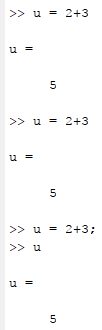 >> u = 2+3
u =
5
>> u = 2+3
u =
5
>> u = 2+3;
>> u
u =
5